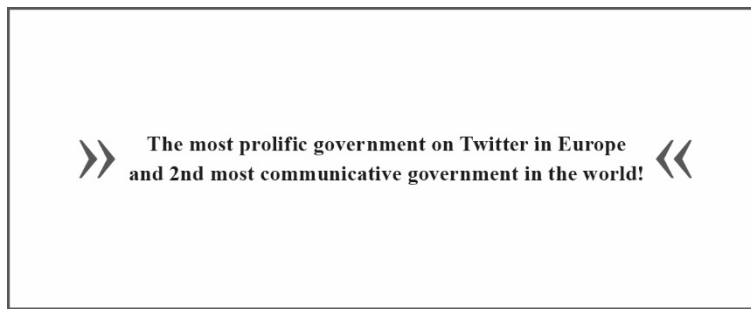 » The most prolific government on Twitter in Europe
and 2nd most communicative government in the world! «